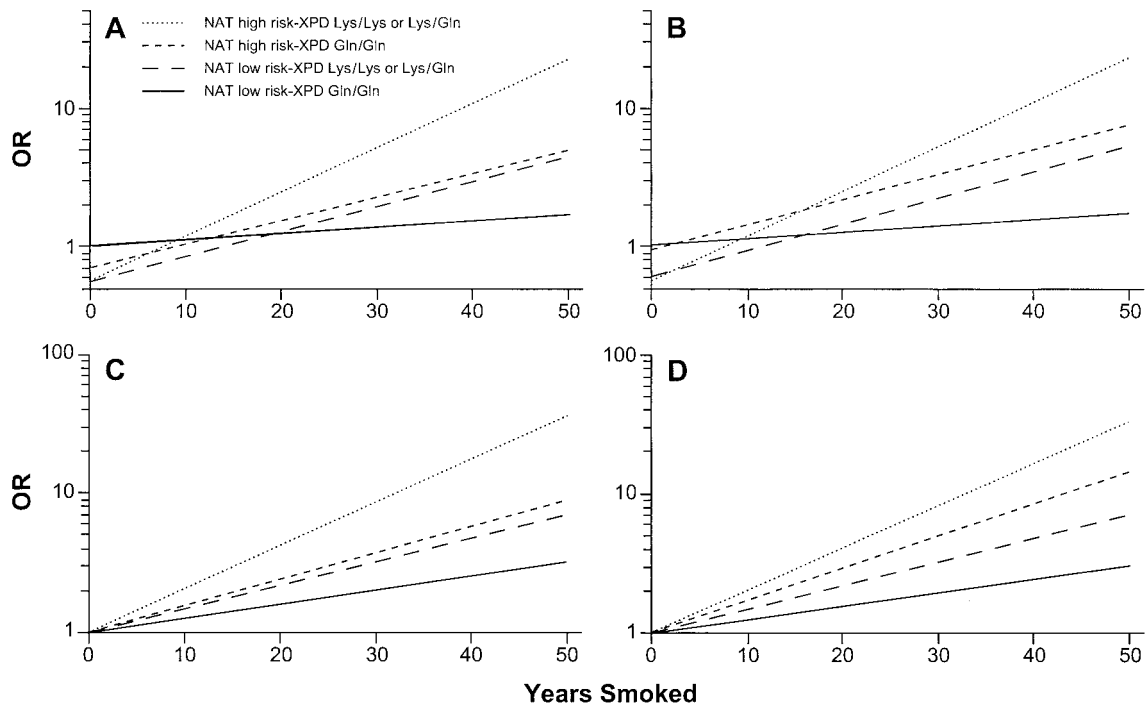 A
NAT high risk-XPD Lys/Lys or Lys/Gln
NAT high risk-XPD Gln/Gln
NAT low risk-XPD Lys/Lys or Lys/Gln
NAT low risk-XPD Gln/Gln
OR
10
1
0 10 20 30 40 50
B
10
1
0 10 20 30 40 50
C
OR
100
10
1
0 10 20 30 40 50
D
100
10
1
0 10 20 30 40 50
Years Smoked